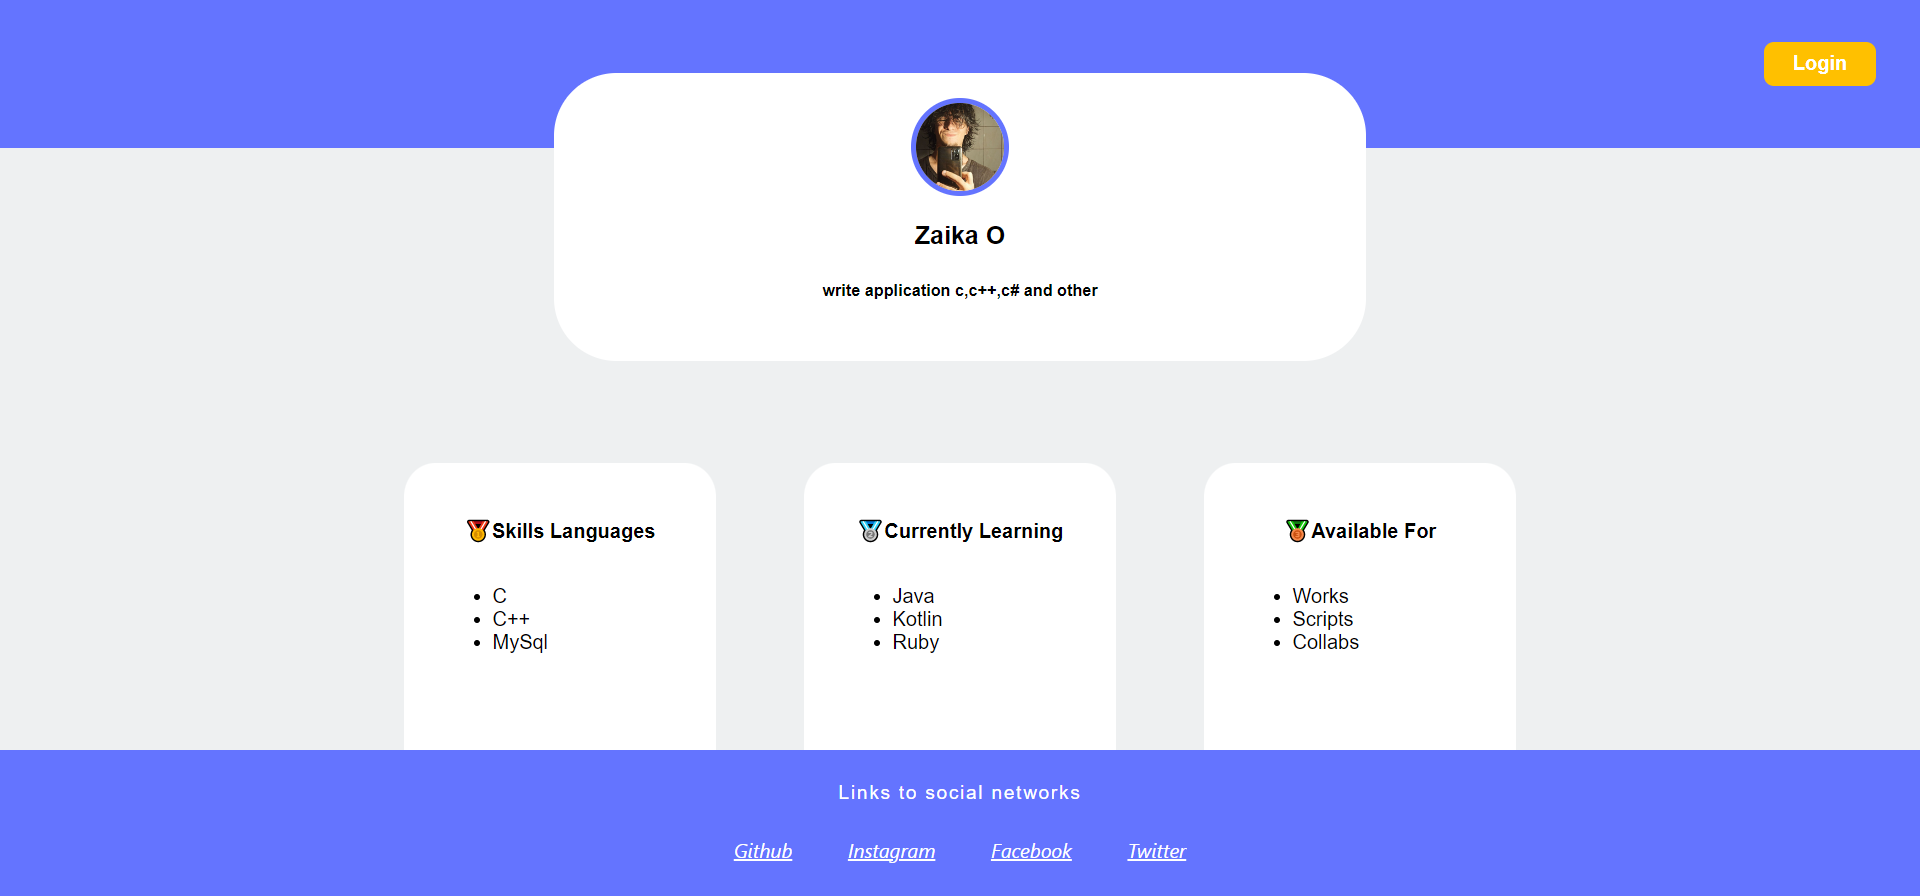 Login
Zaika O
write application c,c++,c# and other
🥇Skills Languages
C
C++
MySql
🥈Currently Learning
Java
Kotlin
Ruby
🥉Available For
Works
Scripts
Collabs
Links to social networks
Github Instagram Facebook Twitter